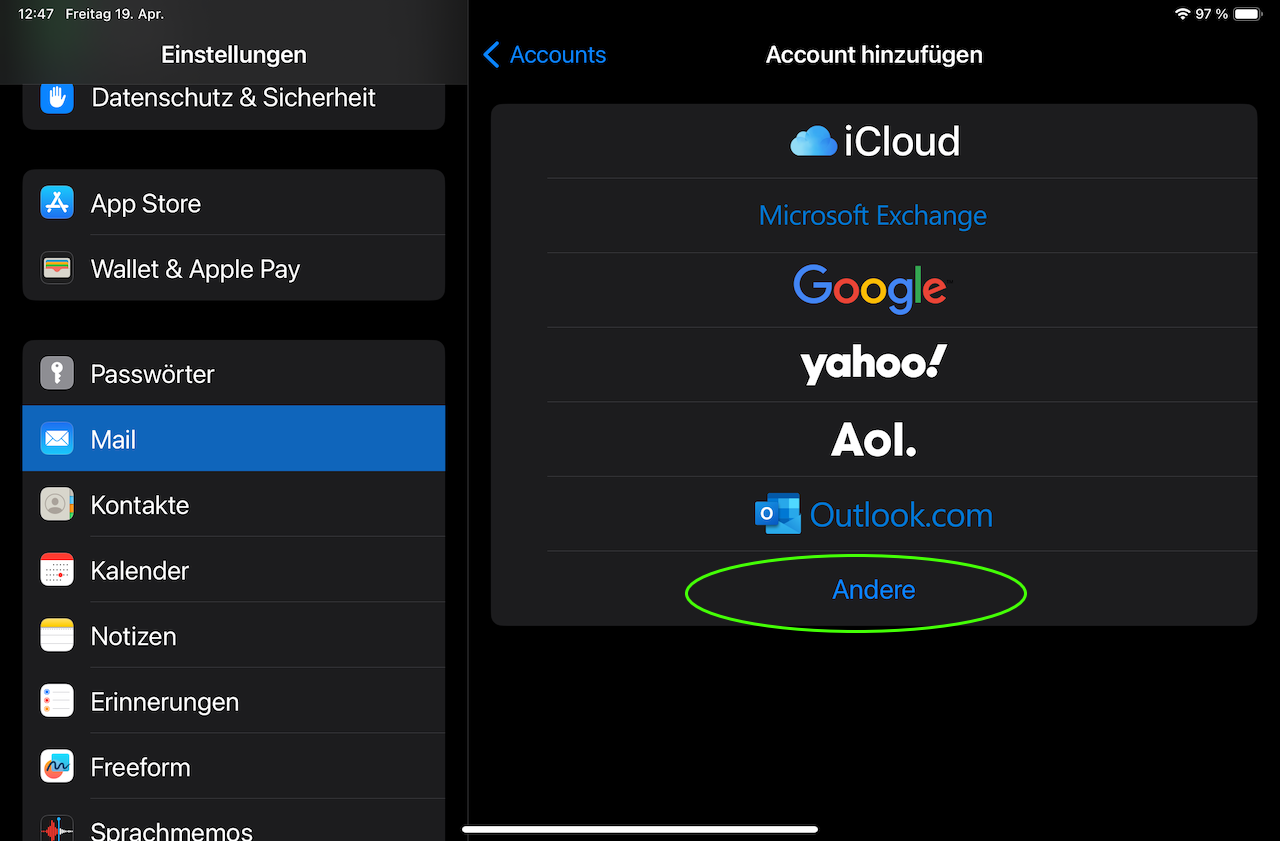 12:47 Freitag 19. Apr.
97 %
Einstellungen
Datenschutz & Sicherheit
App Store
Wallet & Apple Pay
Passwörter
Mail
Kontakte
Kalender
Notizen
Erinnerungen
Freeform
Sprachmemos
Accounts
Account hinzufügen
iCloud
Microsoft Exchange
Google
yahoo!
Aol.
Outlook.com
Andere